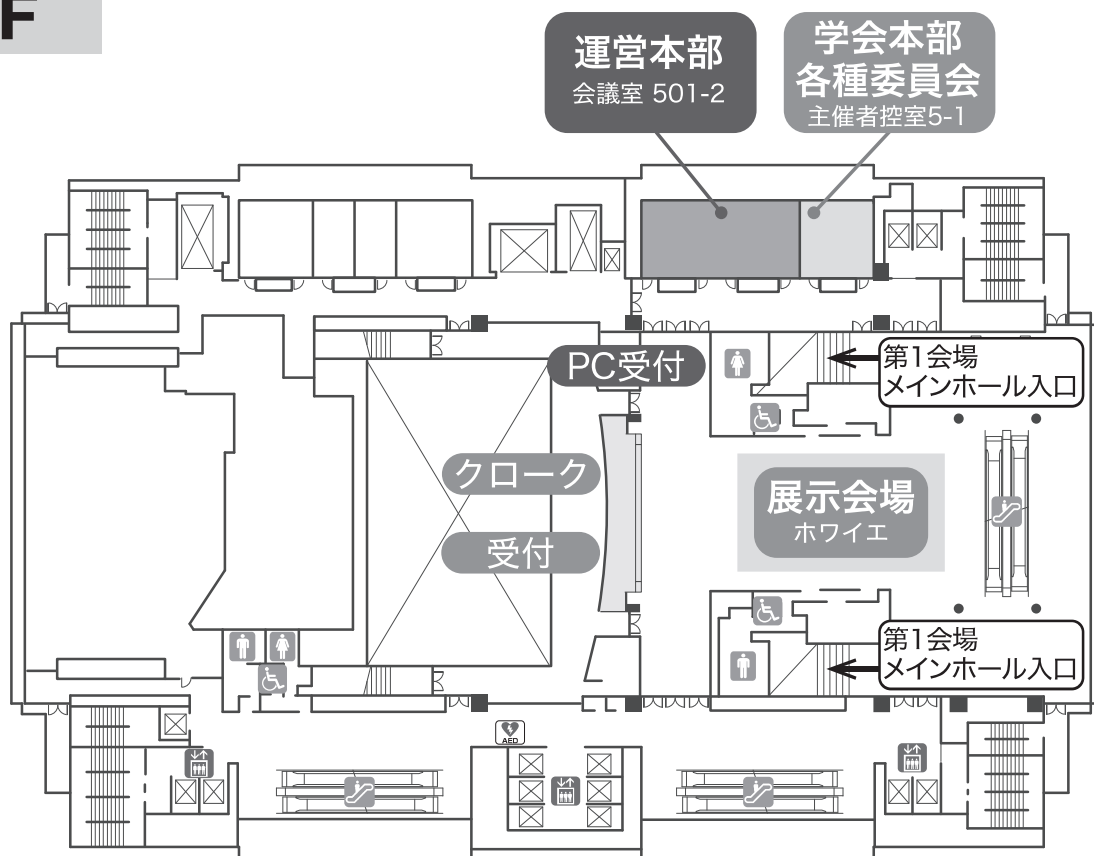 F
運営本部
会議室 501-2
学会本部
各種委員会
主催者控室5-1
PC受付
第1会場
メインホール入口
クローク
展示会場
ホワイエ
受付
第1会場
メインホール入口
AED